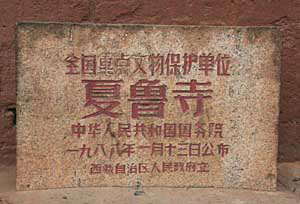 全国重点文物保护单位
夏鲁寺
中华人民共和国国务院
一九八八年一月十三日公布
西藏自治区人民政府立